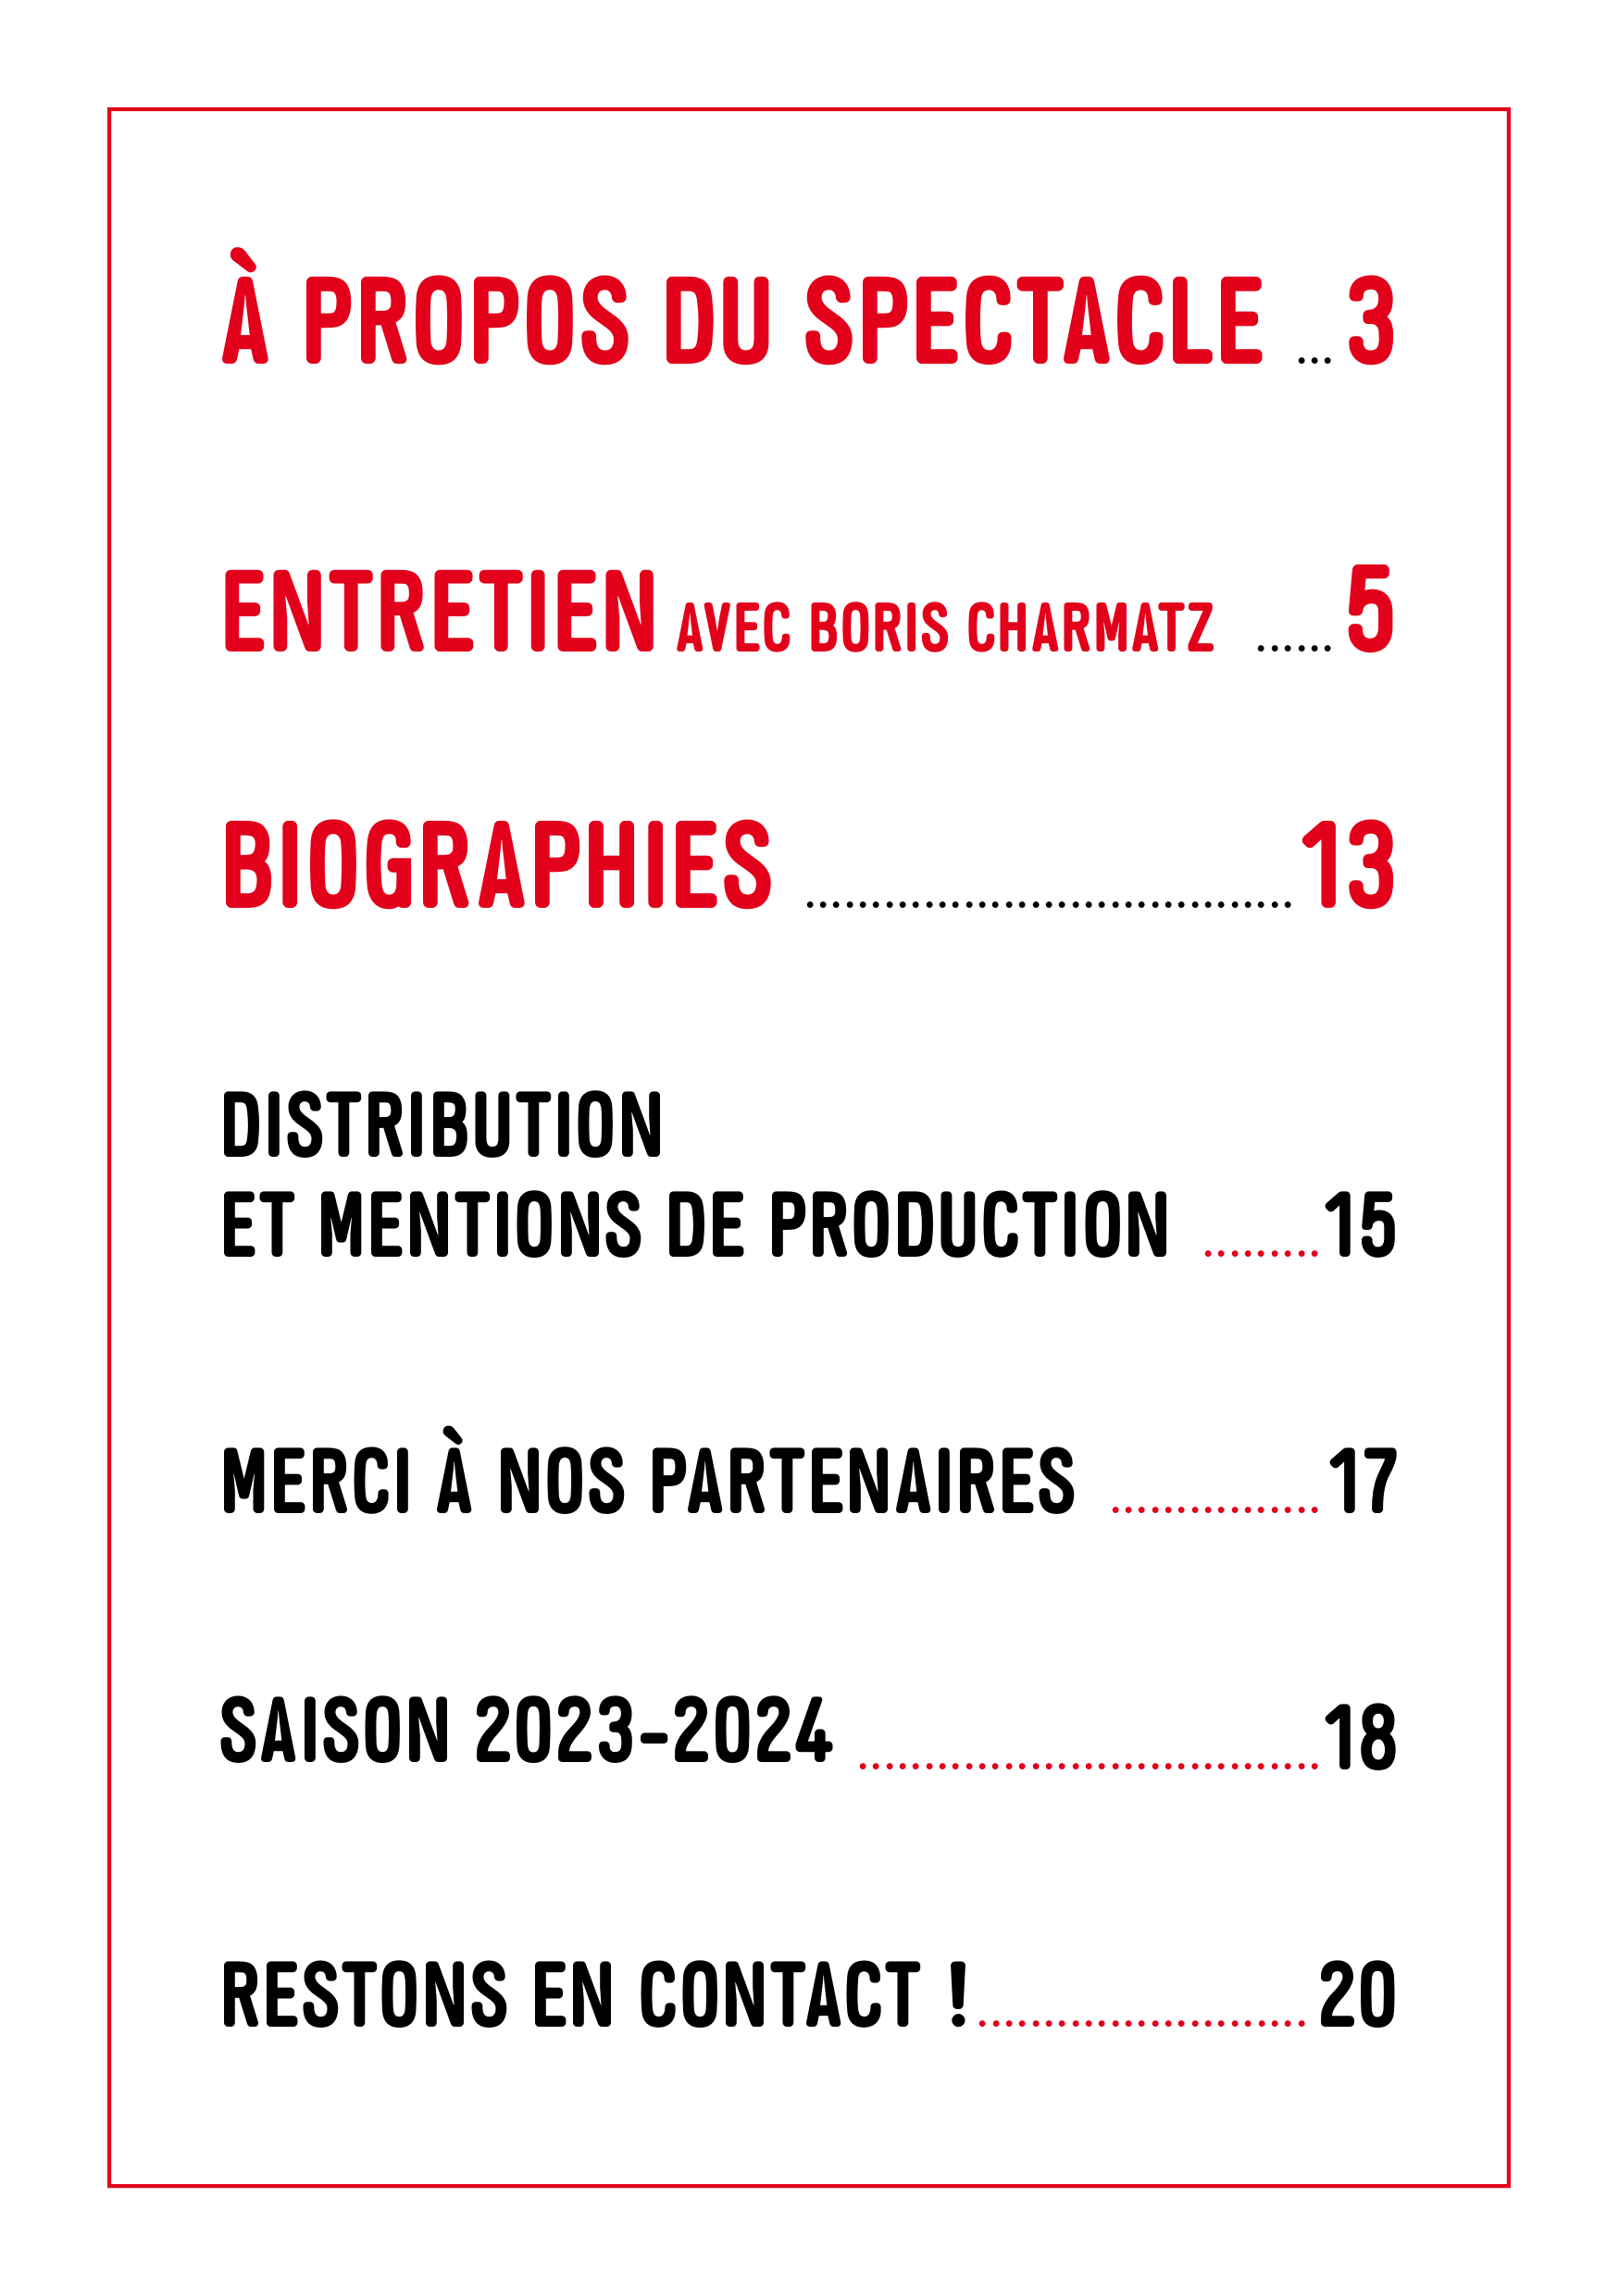 À PROPOS DU SPECTACLE ... 3
ENTRETIEN AVEC BORIS CHARMATZ ...... 5
BIOGRAPHIES ..................................... 13
DISTRIBUTION
ET MENTIONS DE PRODUCTION ......... 15
MERCI À NOS PARTENAIRES ................ 17
SAISON 2023-2024 ................................... 18
RESTONS EN CONTACT ! ......................... 20